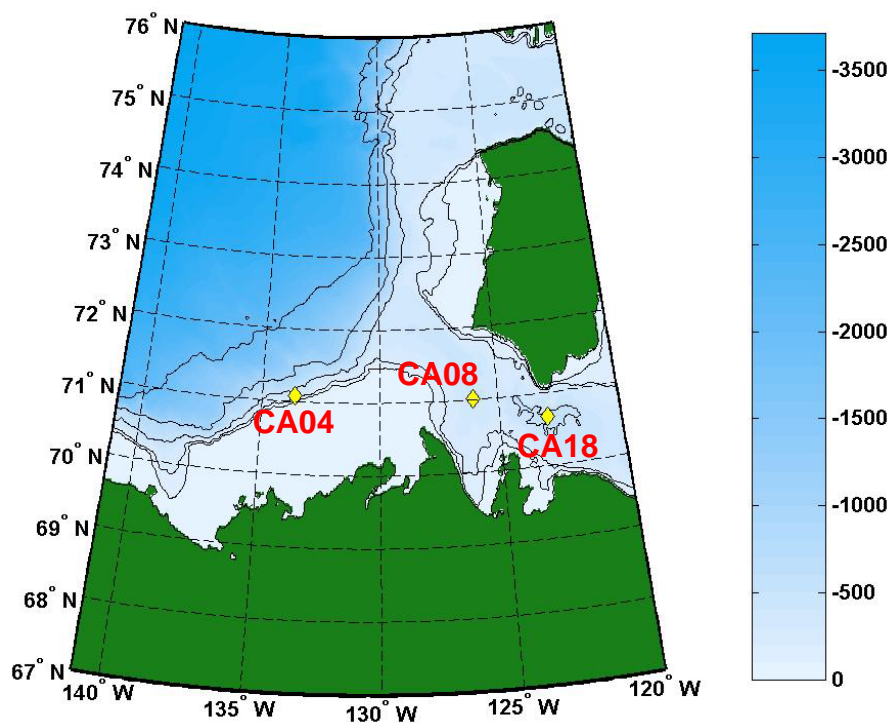 76° N
75° N
74° N
73° N
72° N
71° N
70° N
69° N
68° N
67° N
140° W
135° W
130° W
125° W
120° W
CA08
CA04
CA18
-3500
-3000
-2500
-2000
-1500
-1000
-500
0